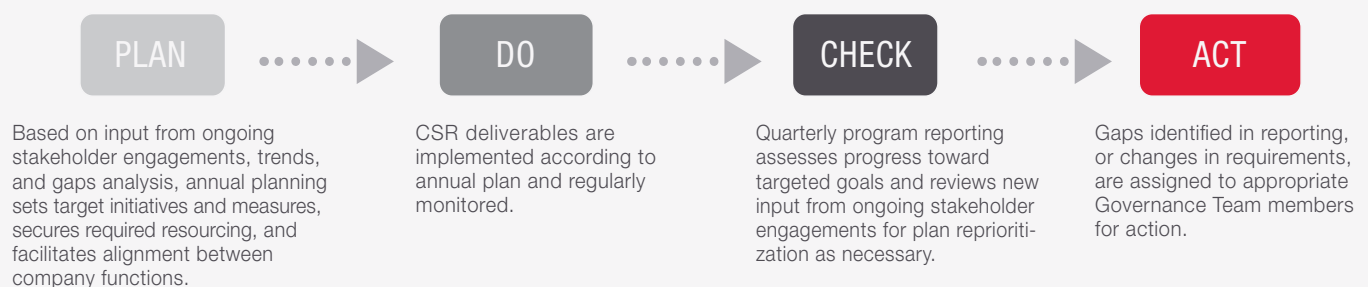 PLAN
Based on input from ongoing
stakeholder engagements, trends,
and gaps analysis, annual planning
sets target initiatives and measures,
secures required resourcing, and
facilitates alignment between
company functions.
DO
CSR deliverables are
implemented according to
annual plan and regularly
monitored.
CHECK
Quarterly program reporting
assesses progress toward
targeted goals and reviews new
input from ongoing stakeholder
engagements for plan reprioriti-
zation as necessary.
ACT
Gaps identified in reporting,
or changes in requirements,
are assigned to appropriate
Governance Team members
for action.